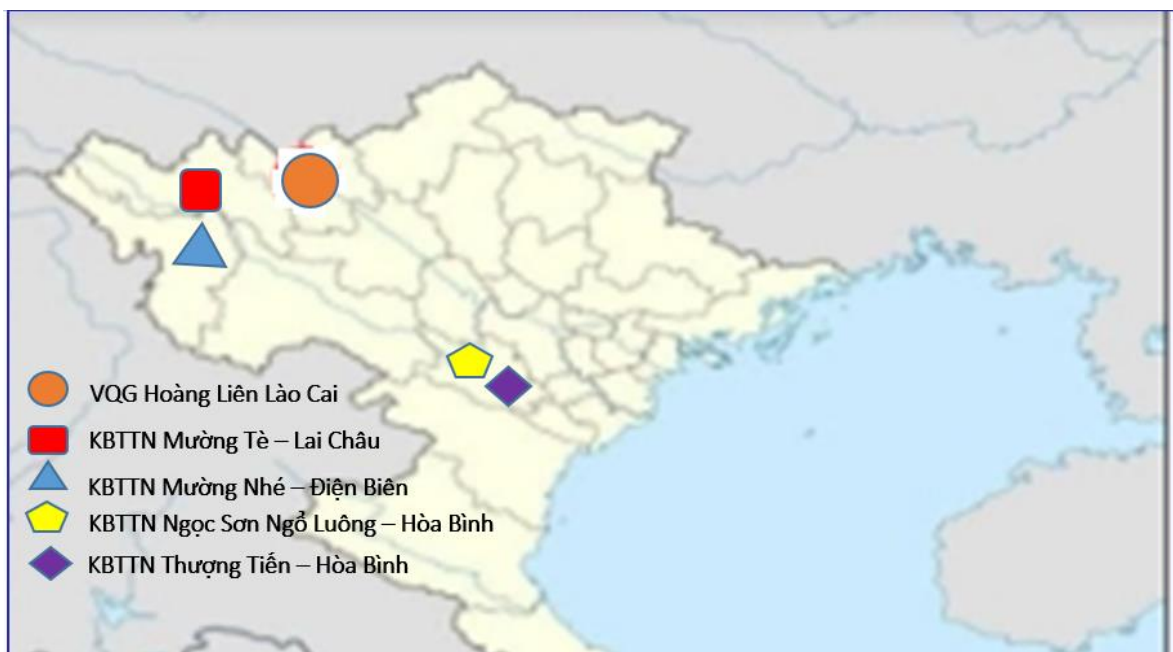 VQG Hoàng Liên Lào Cai
KBTTN Mường Tè – Lai Châu
KBTTN Mường Nhé – Điện Biên
KBTTN Ngọc Sơn Ngổ Luông – Hòa Bình
KBTTN Thượng Tiến – Hòa Bình